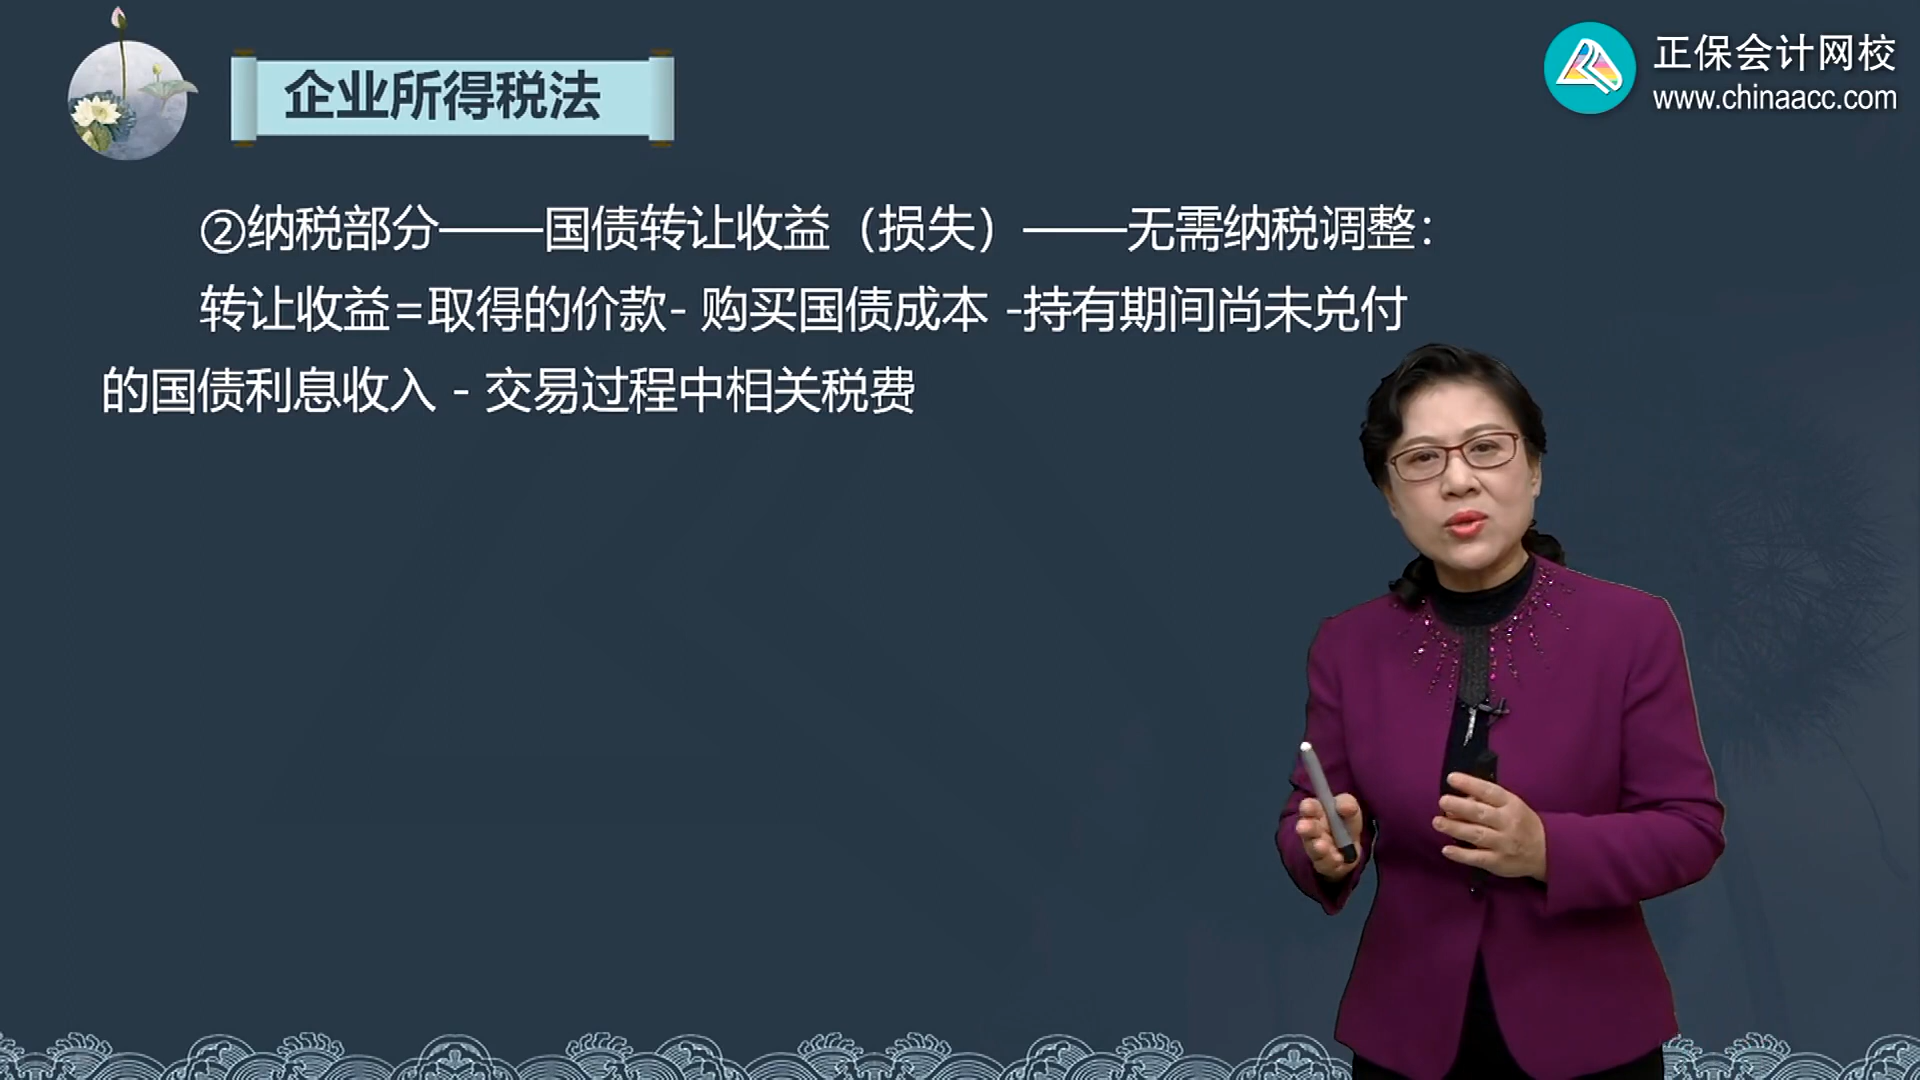 企业所得税法
正保会计网校
www.chinaacc.com
②纳税部分——国债转让收益（损失）——无需纳税调整：
转让收益=取得的价款- 购买国债成本 -持有期间尚未兑付
的国债利息收入 - 交易过程中相关税费